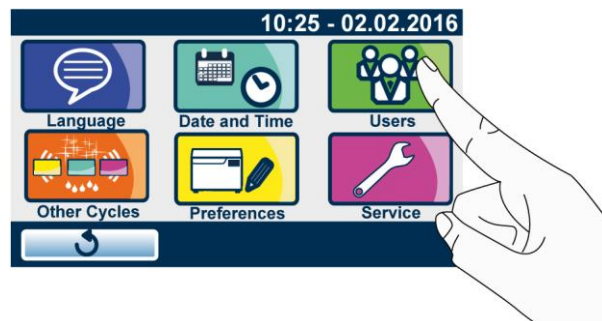 10:25 - 02.02.2016
Language Date and Time Users
Other Cycles Preferences Service